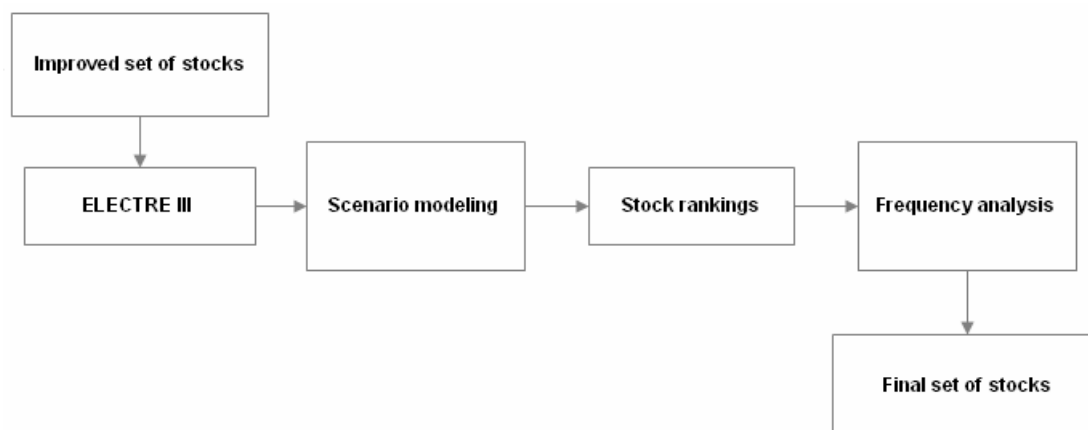 Improved set of stocks
ELECTRE III
Scenario modeling
Stock rankings
Frequency analysis
Final set of stocks